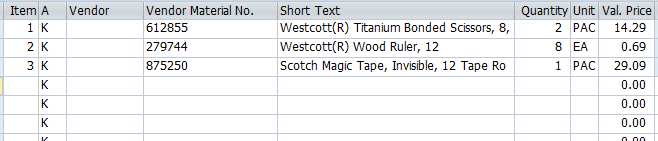 Item A Vendor Vendor Material No. Short Text Quantity Unit Val. Price
1 K 612855 Westcott(R) Titanium Bonded Scissors, 8, 2 PAC 14.29
2 K 279744 Westcott(R) Wood Ruler, 12 8 EA 0.69
3 K 875250 Scotch Magic Tape, Invisible, 12 Tape Ro 1 PAC 29.09
K 0.00
K 0.00
K 0.00
K 0.00